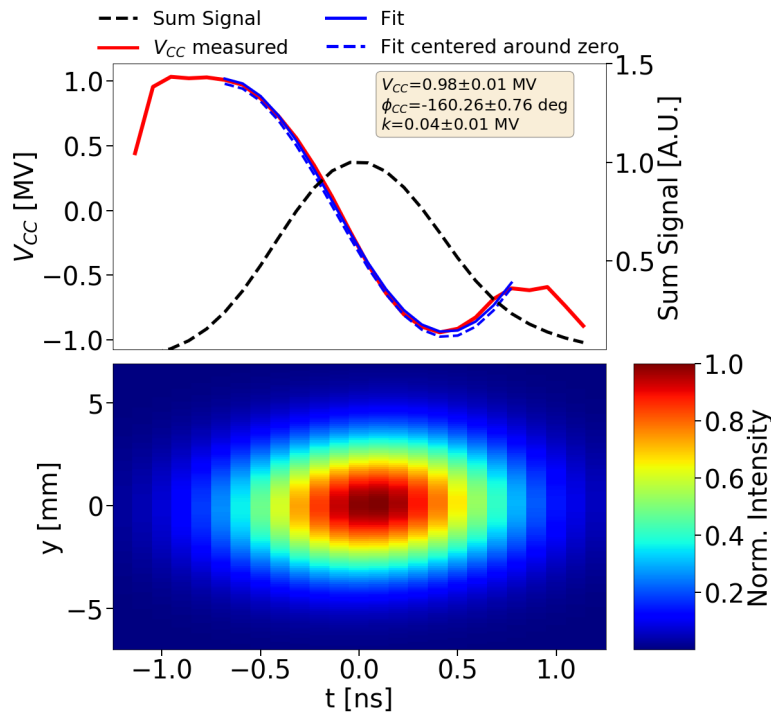 Sum Signal
V_CC measured
Fit
Fit centered around zero
V_CC=0.98±0.01 MV
ϕ_CC=-160.26±0.76 deg
k=0.04±0.01 MV
1.0
0.5
0.0
−0.5
−1.0
V_CC [MV]
1.5
1.0
0.5
Sum Signal [A.U.]
5
0
−5
y [mm]
−1.0
−0.5
0.0
0.5
1.0
t [ns]
1.0
0.8
0.6
0.4
0.2
Norm. Intensity